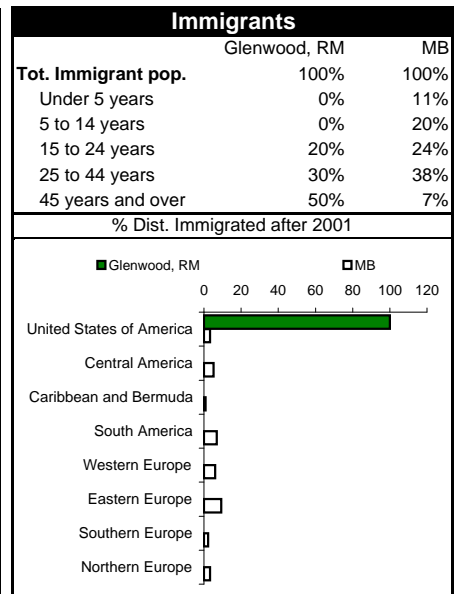 Immigrants
Glenwood, RM MB
Tot. Immigrant pop. 100% 100%
Under 5 years 0% 11%
5 to 14 years 0% 20%
15 to 24 years 20% 24%
25 to 44 years 30% 38%
45 years and over 50% 7%
% Dist. Immigrated after 2001
Glenwood, RM MB
0 20 40 60 80 100 120
United States of America
Central America
Caribbean and Bermuda
South America
Western Europe
Eastern Europe
Southern Europe
Northern Europe